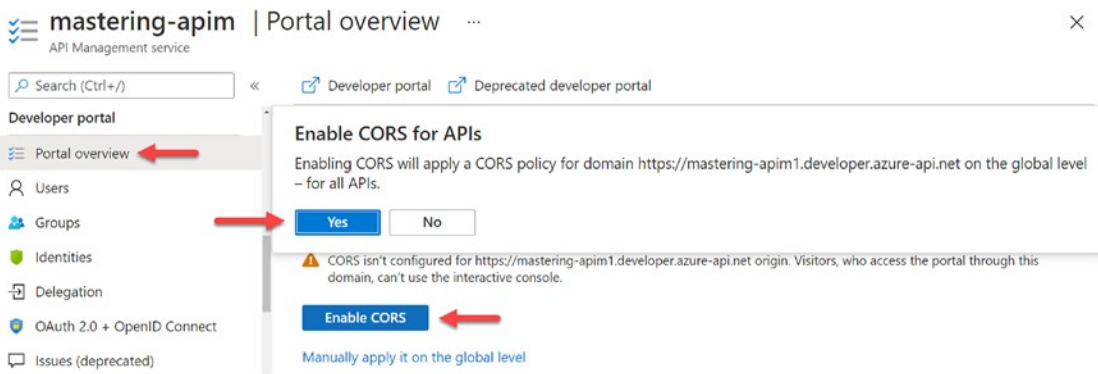 mastering-apim | Portal overview ...
API Management service
Search (Ctrl+/)
«
Developer portal
Portal overview
Users
Groups
Identities
Delegation
OAuth 2.0 + OpenID Connect
Issues (deprecated)
Developer portal
Deprecated developer portal
Enable CORS for APIs
Enabling CORS will apply a CORS policy for domain https://mastering-apim1.developer.azure-api.net on the global level
– for all APIs.
Yes
No
CORS isn't configured for https://mastering-apim1.developer.azure-api.net origin. Visitors, who access the portal through this
domain, can't use the interactive console.
Enable CORS
Manually apply it on the global level